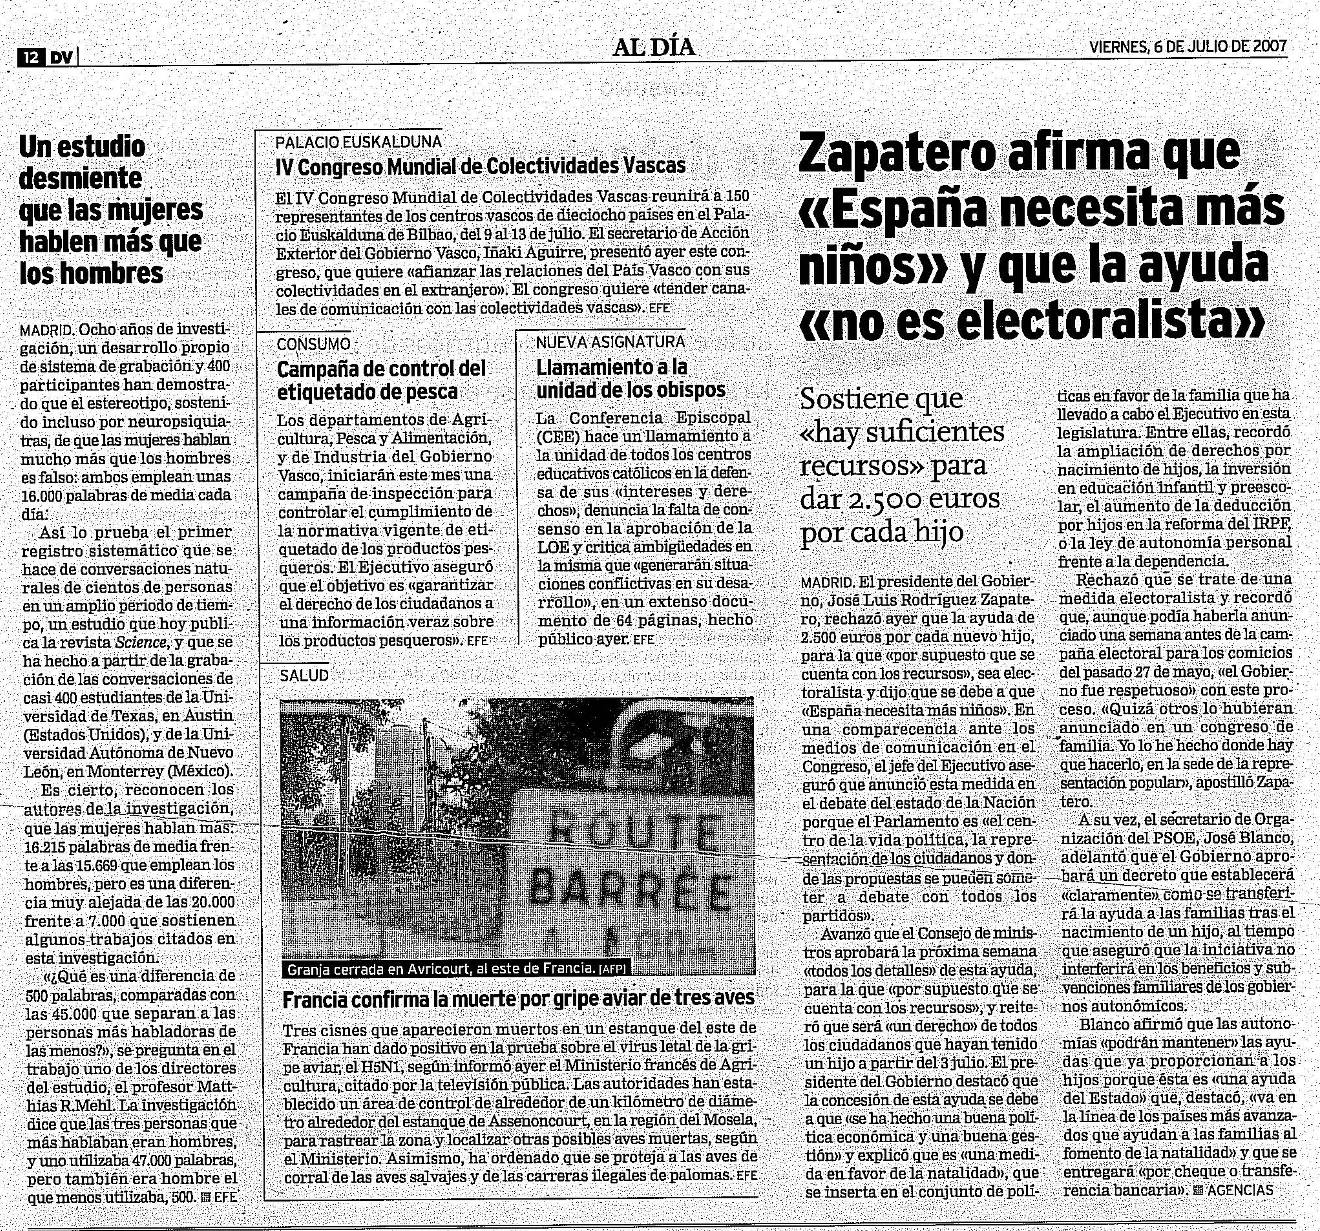 12 DV
AL DÍA
VIERNES, 6 DE JULIO DE 2007
Un estudio
desmiente
que las mujeres
hablen más que
los hombres
MADRID. Ocho años de investi-
gación, un desarrollo propio
de sistema de grabación y 400
participantes han demostra-
do que el estereotipo, sosteni-
do incluso por neuropsiquia-
tras, de que las mujeres hablan
mucho más que los hombres
es falso: ambos emplean unas
16.000 palabras de media cada
día.
Así lo prueba el primer
registro sistemático que se
hace de conversaciones natu-
rales de cientos de personas
en un amplio periodo de tiem-
po, un estudio que hoy publi-
ca la revista Science, y que se
ha hecho a partir de la graba-
ción de las conversaciones de
casi 400 estudiantes de la Uni-
versidad de Texas, en Austin
(Estados Unidos), y de la Uni-
versidad Autónoma de Nuevo
León, en Monterrey (México).
Es cierto, reconocen los
autores de la investigación,
que las mujeres hablan más:
16.215 palabras de media fren-
te a las 15.669 que emplean los
hombres, pero es una diferen-
cia muy alejada de las 20.000
frente a 7.000 que sostienen
algunos trabajos citados en
esta investigación.
«¿Qué es una diferencia de
500 palabras, comparadas con
las 45.000 que separan a las
personas más habladoras de
las menos?», se pregunta en el
trabajo uno de los directores
del estudio, el profesor Matt-
hias R.Mehl. La investigación
dice que las tres personas que
más hablaban eran hombres,
y uno utilizaba 47.000 palabras,
pero también era hombre el
que menos utilizaba, 500. EFE
PALACIO EUSKALDUNA
IV Congreso Mundial de Colectividades Vascas
El IV Congreso Mundial de Colectividades Vascas reunirá a 150
representantes de los centros vascos de dieciocho países en el Pala-
cio Euskalduna de Bilbao, del 9 al 13 de julio. El secretario de Acción
Exterior del Gobierno Vasco, Iñaki Aguirre, presentó ayer este con-
greso, que quiere «afianzar las relaciones del País Vasco con sus
colectividades en el extranjero». El congreso quiere «tender cana-
les de comunicación con las colectividades vascas». EFE
CONSUMO
Campaña de control del
etiquetado de pesca
Los departamentos de Agri-
cultura, Pesca y Alimentación,
y de Industria del Gobierno
Vasco, iniciarán este mes una
campaña de inspección para
controlar el cumplimiento de
la normativa vigente de eti-
quetado de los productos pes-
queros. El Ejecutivo aseguró
que el objetivo es «garantizar
el derecho de los ciudadanos a
una información veraz sobre
los productos pesqueros». EFE
NUEVA ASIGNATURA
Llamamiento a la
unidad de los obispos
La Conferencia Episcopal
(CEE) hace un llamamiento a
la unidad de todos los centros
educativos católicos en la defen-
sa de sus «intereses y dere-
chos», denuncia la falta de con-
senso en la aprobación de la
LOE y critica ambigüedades en
la misma que «generarán situa-
ciones conflictivas en su desa-
rrollo», en un extenso docu-
mento de 64 páginas, hecho
público ayer. EFE
SALUD
ROUTE
BARRÉE
Granja cerrada en Avricourt, al este de Francia. [AFP]
Francia confirma la muerte por gripe aviar de tres aves
Tres cisnes que aparecieron muertos en un estanque del este de
Francia han dado positivo en la prueba sobre el virus letal de la gri-
pe aviar, el H5N1, según informó ayer el Ministerio francés de Agri-
cultura, citado por la televisión pública. Las autoridades han esta-
blecido un área de control de alrededor de un kilómetro de diáme-
tro alrededor del estanque de Assenoncourt, en la región del Mosela,
para rastrear la zona y localizar otras posibles aves muertas, según
el Ministerio. Asimismo, ha ordenado que se proteja a las aves de
corral de las aves salvajes y de las carreras ilegales de palomas. EFE
Zapatero afirma que
«España necesita más
niños» y que la ayuda
«no es electoralista»
Sostiene que
«hay suficientes
recursos» para
dar 2.500 euros
por cada hijo
MADRID. El presidente del Gobier-
no, José Luis Rodríguez Zapate-
ro, rechazó ayer que la ayuda de
2.500 euros por cada nuevo hijo,
para la que «por supuesto que se
cuenta con los recursos», sea elec-
toralista y dijo que se debe a que
«España necesita más niños». En
una comparecencia ante los
medios de comunicación en el
Congreso, el jefe del Ejecutivo ase-
guró que anunció esta medida en
el debate del estado de la Nación
porque el Parlamento es «el cen-
tro de la vida política, la repre-
sentación de los ciudadanos y don-
de las propuestas se pueden some-
ter a debate con todos los
partidos».
Avanzó que el Consejo de minis-
tros aprobará la próxima semana
«todos los detalles» de esta ayuda,
para la que «por supuesto que se
cuenta con los recursos», y reite-
ró que será «un derecho» de todos
los ciudadanos que hayan tenido
un hijo a partir del 3 julio. El pre-
sidente del Gobierno destacó que
la concesión de esta ayuda se debe
a que «se ha hecho una buena polí-
tica económica y una buena ges-
tión» y explicó que es «una medi-
da en favor de la natalidad», que
se inserta en el conjunto de polí-
ticas en favor de la familia que ha
llevado a cabo el Ejecutivo en esta
legislatura. Entre ellas, recordó
la ampliación de derechos por
nacimiento de hijos, la inversión
en educación infantil y preesco-
lar, el aumento de la deducción
por hijos en la reforma del IRPF,
o la ley de autonomía personal
frente a la dependencia.
Rechazó que se trate de una
medida electoralista y recordó
que, aunque podía haberla anun-
ciado una semana antes de la cam-
paña electoral para los comicios
del pasado 27 de mayo, «el Gobier-
no fue respetuoso» con este pro-
ceso. «Quizá otros lo hubieran
anunciado en un congreso de
familia. Yo lo he hecho donde hay
que hacerlo, en la sede de la repre-
sentación popular», apostilló Zapa-
tero.
A su vez, el secretario de Orga-
nización del PSOE, José Blanco,
adelantó que el Gobierno apro-
bará un decreto que establecerá
«claramente» cómo se transferi-
rá la ayuda a las familias tras el
nacimiento de un hijo, al tiempo
que aseguró que la iniciativa no
interferirá en los beneficios y sub-
venciones familiares de los gobier-
nos autonómicos.
Blanco afirmó que las autono-
mías «podrán mantener» las ayu-
das que ya proporcionan a los
hijos porque ésta es «una ayuda
del Estado» que, destacó, «va en
la línea de los países más avanza-
dos que ayudan a las familias al
fomento de la natalidad» y que se
entregará «por cheque o transfe-
rencia bancaria». AGENCIAS